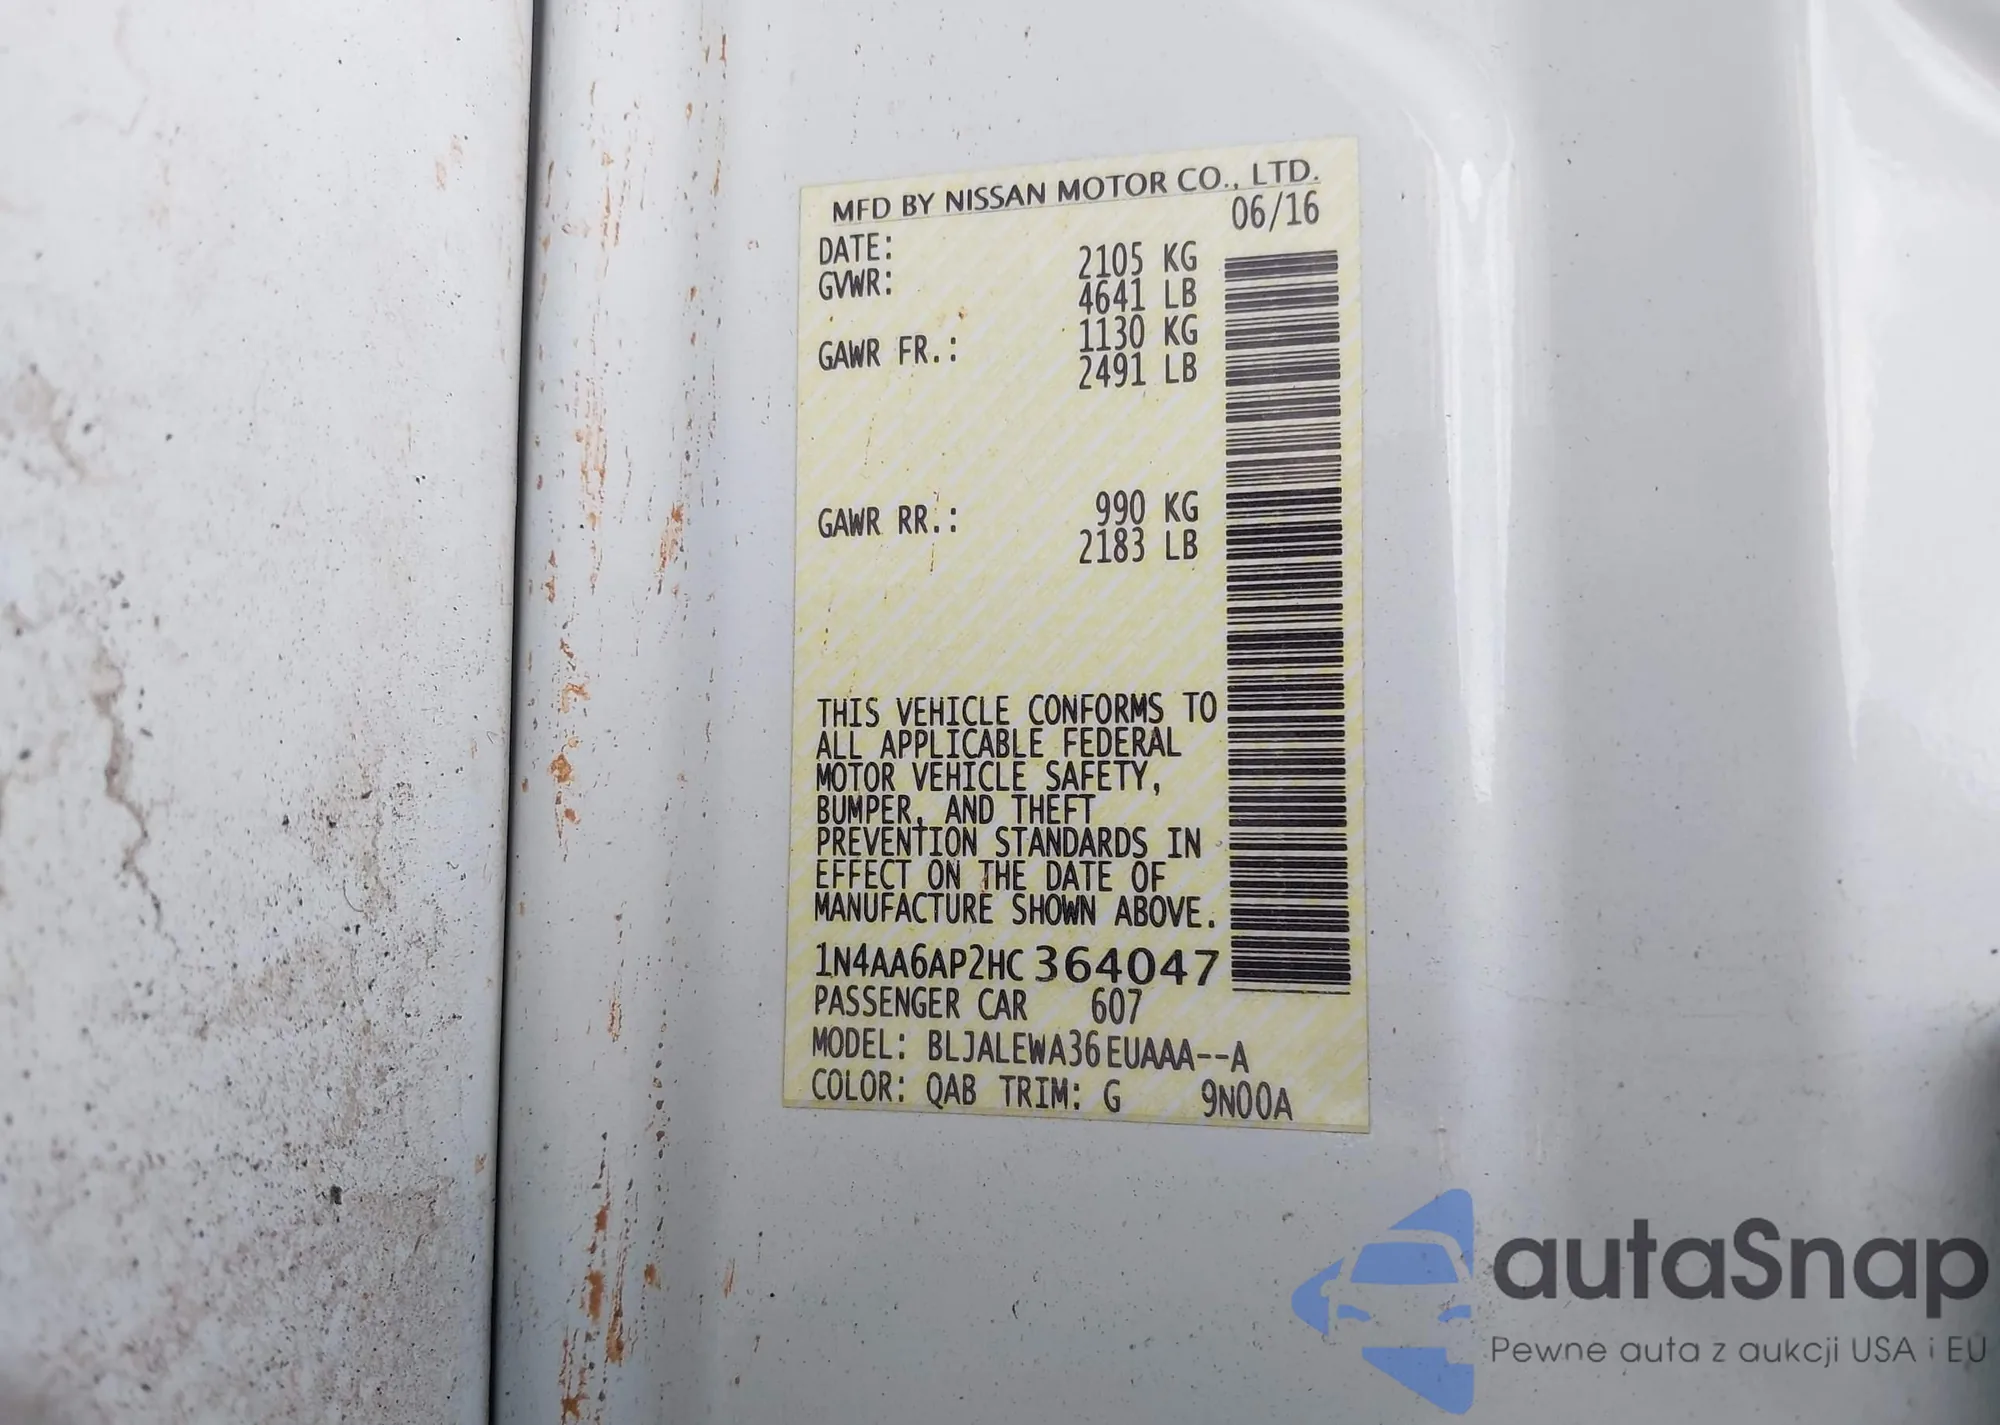 MFD BY NISSAN MOTOR CO., LTD.
DATE: 06/16
GVWR: 2105 KG
4641 LB
GAWR FR.: 1130 KG
2491 LB
GAWR RR.: 990 KG
2183 LB
THIS VEHICLE CONFORMS TO
ALL APPLICABLE FEDERAL
MOTOR VEHICLE SAFETY,
BUMPER, AND THEFT
PREVENTION STANDARDS IN
EFFECT ON THE DATE OF
MANUFACTURE SHOWN ABOVE.
1N4AA6AP2HC364047
PASSENGER CAR 607
MODEL: BLJALEWA36EUAAA--A
COLOR: QAB TRIM: G 9N00A
autaSnap
Pewne auta z aukcji USA i EU